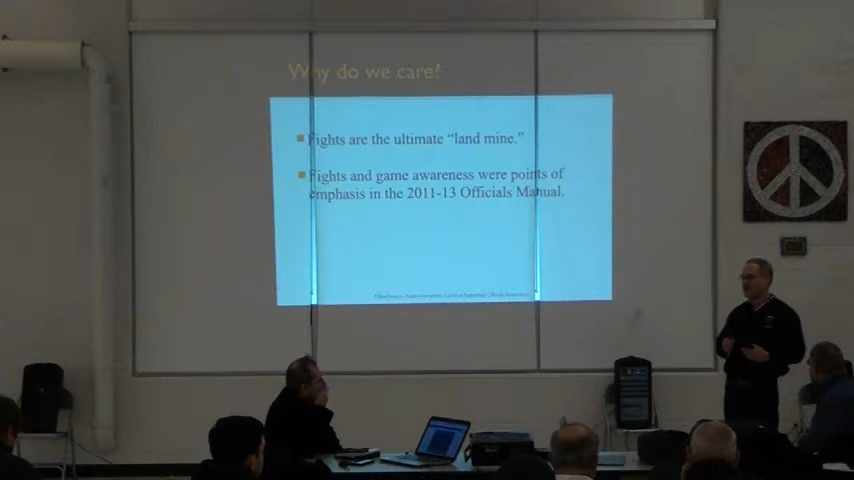 Why do we care?
Fights are the ultimate “land mine.”
Fights and game awareness were points of
emphasis in the 2011-13 Officials Manual.